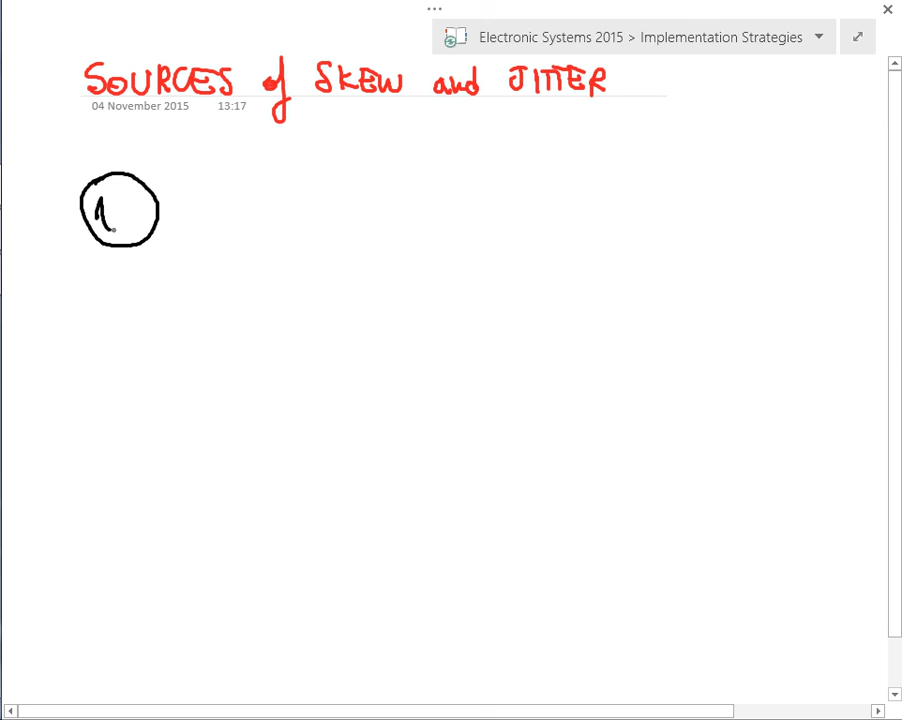 Electronic Systems 2015 > Implementation Strategies
SOURCES of SKEW and JITTER
04 November 2015 13:17
1